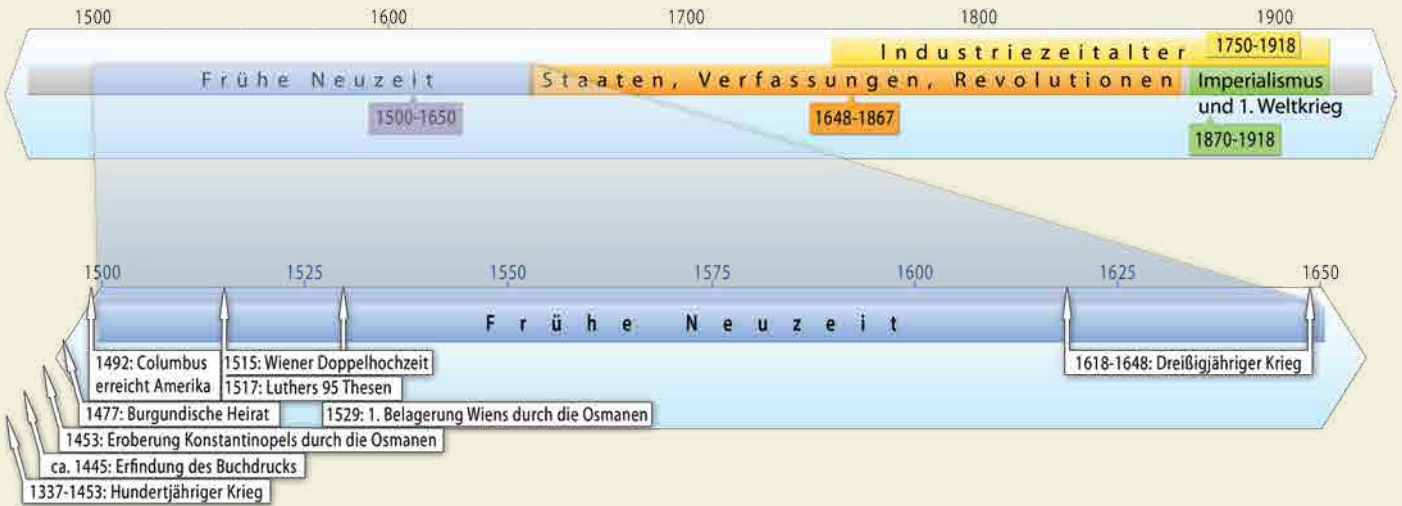 1500 1600 1700 1800 1900
Industriezeitalter 1750-1918
Frühe Neuzeit Staaten, Verfassungen, Revolutionen Imperialismus
und 1. Weltkrieg
1500-1650 1648-1867
1870-1918
1500 1525 1550 1575 1600 1625 1650
Frühe Neuzeit
1492: Columbus
erreicht Amerika
1515: Wiener Doppelhochzeit
1517: Luthers 95 Thesen
1618-1648: Dreißigjähriger Krieg
1477: Burgundische Heirat
1529: 1. Belagerung Wiens durch die Osmanen
1453: Eroberung Konstantinopels durch die Osmanen
ca. 1445: Erfindung des Buchdrucks
1337-1453: Hundertjähriger Krieg